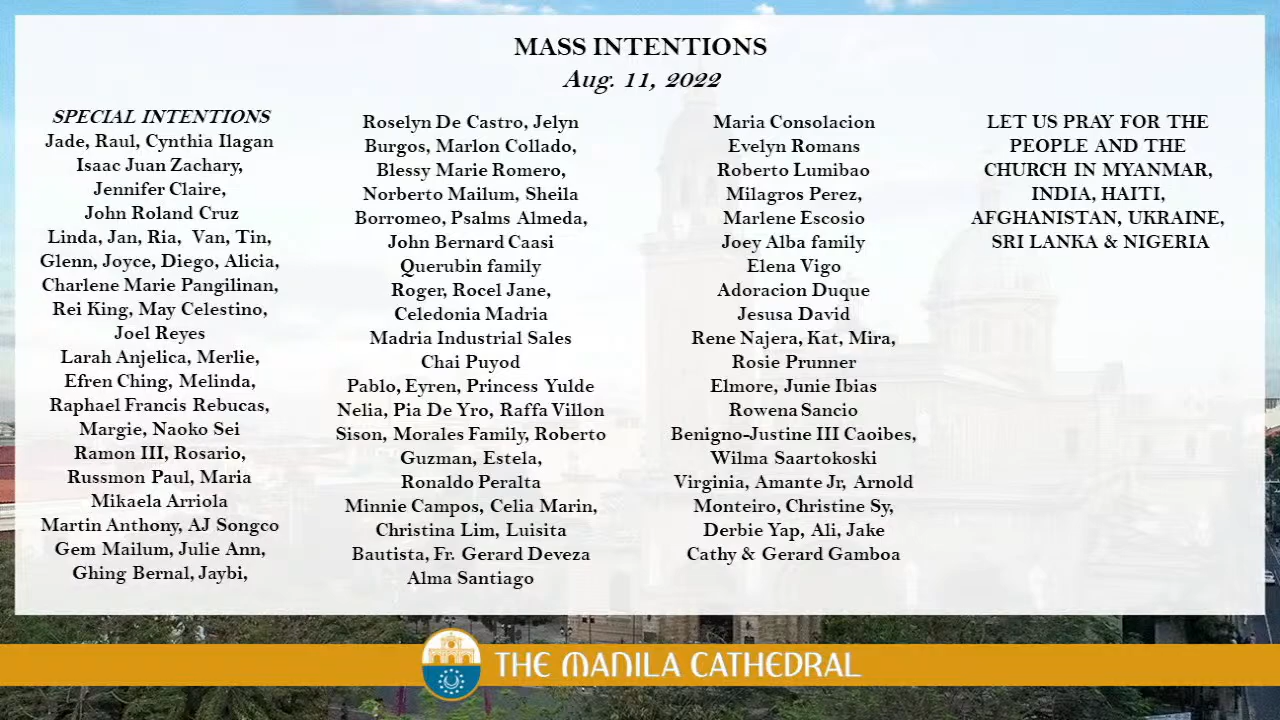 MASS INTENTIONS
Aug. 11, 2022
SPECIAL INTENTIONS
Jade, Raul, Cynthia Ilagan
Isaac Juan Zachary,
Jennifer Claire,
John Roland Cruz
Linda, Jan, Ria, Van, Tin,
Glenn, Joyce, Diego, Alicia,
Charlene Marie Pangilinan,
Rei King, May Celestino,
Joel Reyes
Larah Anjelica, Merlie,
Efren Ching, Melinda,
Raphael Francis Rebucas,
Margie, Naoko Sei
Ramon III, Rosario,
Russmon Paul, Maria
Mikaela Arriola
Martin Anthony, AJ Songco
Gem Mailum, Julie Ann,
Ghing Bernal, Jaybi,
Roselyn De Castro, Jelyn
Burgos, Marlon Collado,
Blessy Marie Romero,
Norberto Mailum, Sheila
Borromeo, Psalms Almeda,
John Bernard Caasi
Querubin family
Roger, Rocel Jane,
Celedonia Madria
Madria Industrial Sales
Chai Puyod
Pablo, Eyren, Princess Yulde
Nelia, Pia De Yro, Raffa Villon
Sison, Morales Family, Roberto
Guzman, Estela,
Ronaldo Peralta
Minnie Campos, Celia Marin,
Christina Lim, Luisita
Bautista, Fr. Gerard Deveza
Alma Santiago
Maria Consolacion
Evelyn Romans
Roberto Lumibao
Milagros Perez,
Marlene Escosio
Joey Alba family
Elena Vigo
Adoracion Duque
Jesusa David
Rene Najera, Kat, Mira,
Rosie Prunner
Elmore, Junie Ibias
Rowena Sancio
Benigno-Justine III Caoibes,
Wilma Saartokoski
Virginia, Amante Jr, Arnold
Monteiro, Christine Sy,
Derbie Yap, Ali, Jake
Cathy & Gerard Gamboa
LET US PRAY FOR THE
PEOPLE AND THE
CHURCH IN MYANMAR,
INDIA, HAITI,
AFGHANISTAN, UKRAINE,
SRI LANKA & NIGERIA
THE MANILA CATHEDRAL